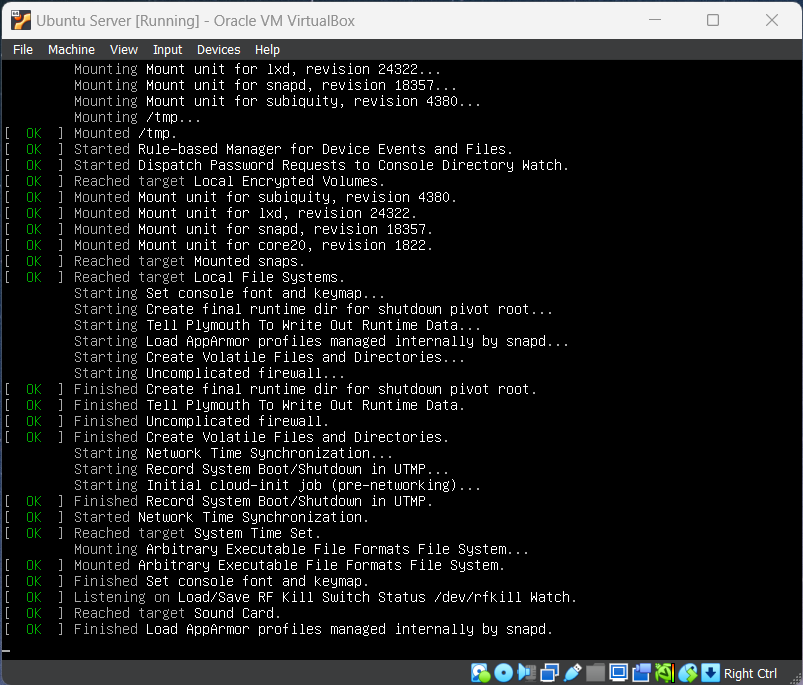 Ubuntu Server [Running] - Oracle VM VirtualBox
File Machine View Input Devices Help
Mounting Mount unit for lxd, revision 24322...
Mounting Mount unit for snapd, revision 18357...
Mounting Mount unit for subiquity, revision 4380...
Mounting /tmp...
[  OK  ] Mounted /tmp.
[  OK  ] Started Rule-based Manager for Device Events and Files.
[  OK  ] Started Dispatch Password Requests to Console Directory Watch.
[  OK  ] Reached target Local Encrypted Volumes.
[  OK  ] Mounted Mount unit for subiquity, revision 4380.
[  OK  ] Mounted Mount unit for lxd, revision 24322.
[  OK  ] Mounted Mount unit for snapd, revision 18357.
[  OK  ] Mounted Mount unit for core20, revision 1822.
[  OK  ] Reached target Mounted snaps.
[  OK  ] Reached target Local File Systems.
Starting Set console font and keymap...
Starting Create final runtime dir for shutdown pivot root...
Starting Tell Plymouth To Write Out Runtime Data...
Starting Load AppArmor profiles managed internally by snapd...
Starting Create Volatile Files and Directories...
Starting Uncomplicated firewall...
[  OK  ] Finished Create final runtime dir for shutdown pivot root.
[  OK  ] Finished Tell Plymouth To Write Out Runtime Data.
[  OK  ] Finished Uncomplicated firewall.
[  OK  ] Finished Create Volatile Files and Directories.
Starting Network Time Synchronization...
Starting Record System Boot/Shutdown in UTMP...
Starting Initial cloud-init job (pre-networking)...
[  OK  ] Finished Record System Boot/Shutdown in UTMP.
[  OK  ] Started Network Time Synchronization.
[  OK  ] Reached target System Time Set.
Mounting Arbitrary Executable File Formats File System...
[  OK  ] Mounted Arbitrary Executable File Formats File System.
[  OK  ] Finished Set console font and keymap.
[  OK  ] Listening on Load/Save RF Kill Switch Status /dev/rfkill Watch.
[  OK  ] Reached target Sound Card.
[  OK  ] Finished Load AppArmor profiles managed internally by snapd.
Right Ctrl